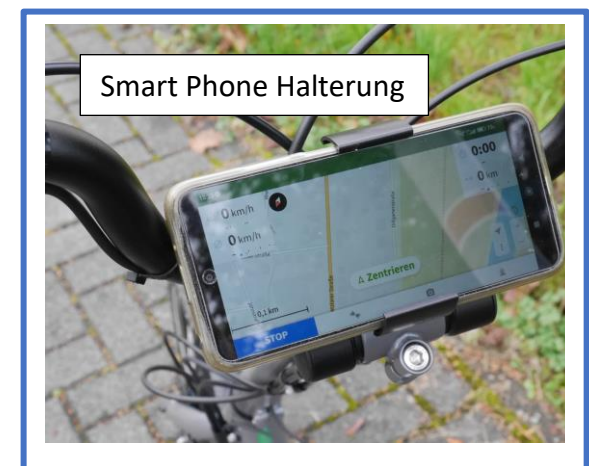 Smart Phone Halterung
0:00
0 km/h
0 km
0 km/h
Zentrieren
0,1 km
STOP